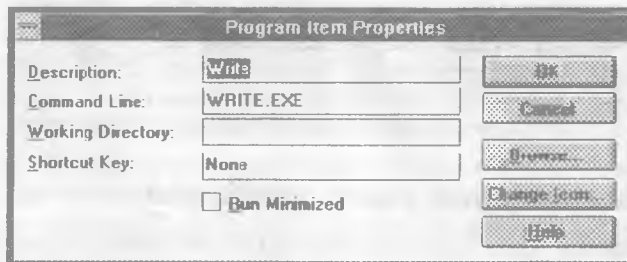 Program Item Properties
Description: Write OK
Command Line: WRITE.EXE Cancel
Working Directory:
Browse...
Shortcut Key: None
Change Icon...
Run Minimized
Help